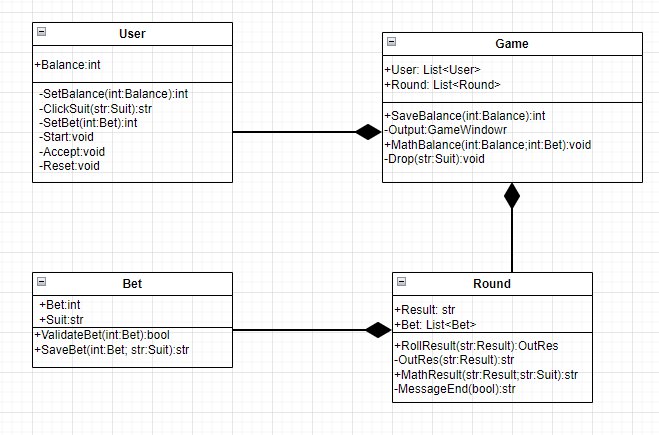 User
+Balance:int
-SetBalance(int:Balance):int
-ClickSuit(str:Suit):str
-SetBet(int:Bet):int
-Start:void
-Accept:void
-Reset:void
Game
+User: List<User>
+Round: List<Round>
+SaveBalance(int:Balance):int
-Output:GameWindowr
+MathBalance(int:Balance;int:Bet):void
-Drop(str:Suit):void
Bet
+Bet:int
+Suit:str
+ValidateBet(int:Bet):bool
+SaveBet(int:Bet; str:Suit):str
Round
+Result: str
+Bet: List<Bet>
+RollResult(str:Result):OutRes
-OutRes(str:Result):str
+MathResult(str:Result;str:Suit):str
-MessageEnd(bool):str